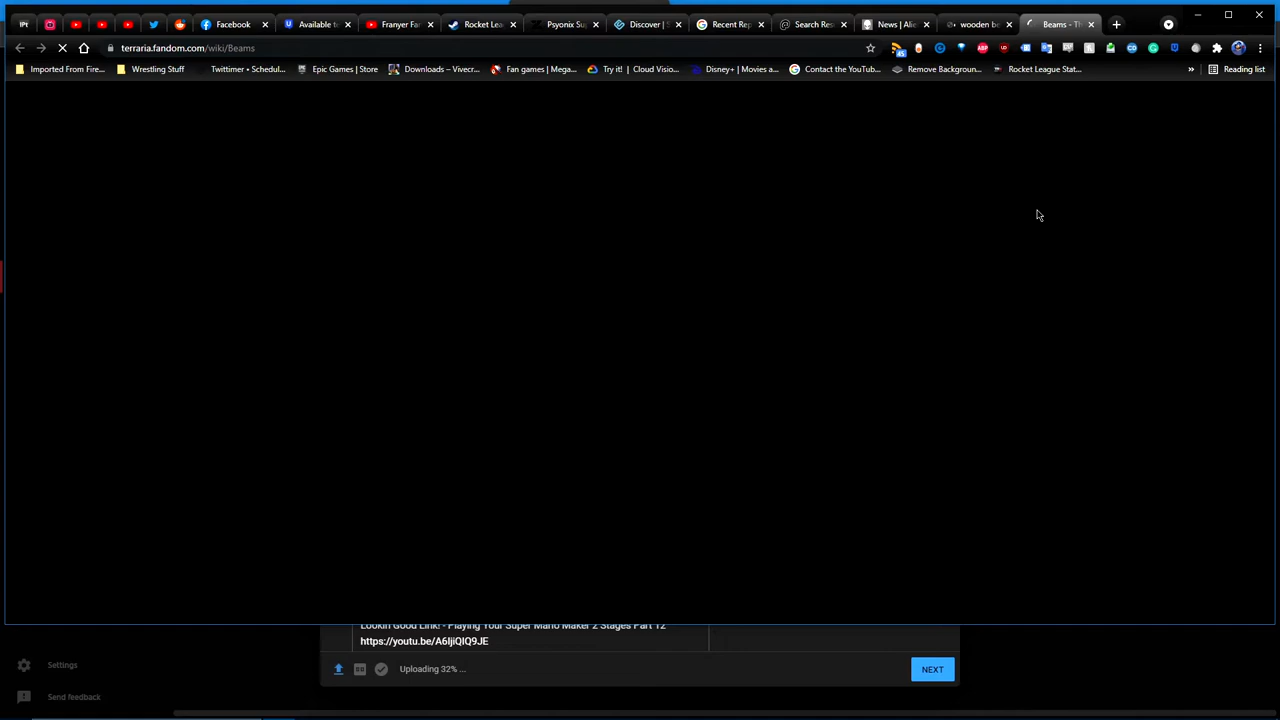 Facebook
Available t
Franyer Fa
Rocket Lea
Psyonix Su
Discover | S
Recent Rep
Search Res
News | Alie
wooden be
Beams - Th
terraria.fandom.com/wiki/Beams
45
Imported From Fire...
Wrestling Stuff
Twittimer • Schedul...
Epic Games | Store
Downloads – Vivecr...
Fan games | Mega...
Try it! | Cloud Visio...
Disney+ | Movies a...
Contact the YouTub...
Remove Backgroun...
Rocket League Stat...
»
Reading list
Lookin Good Link! - Playing Your Super Mario Maker 2 Stages Part 12
https://youtu.be/A6IjiQIQ9JE
Settings
Uploading 32% ...
NEXT
Send feedback